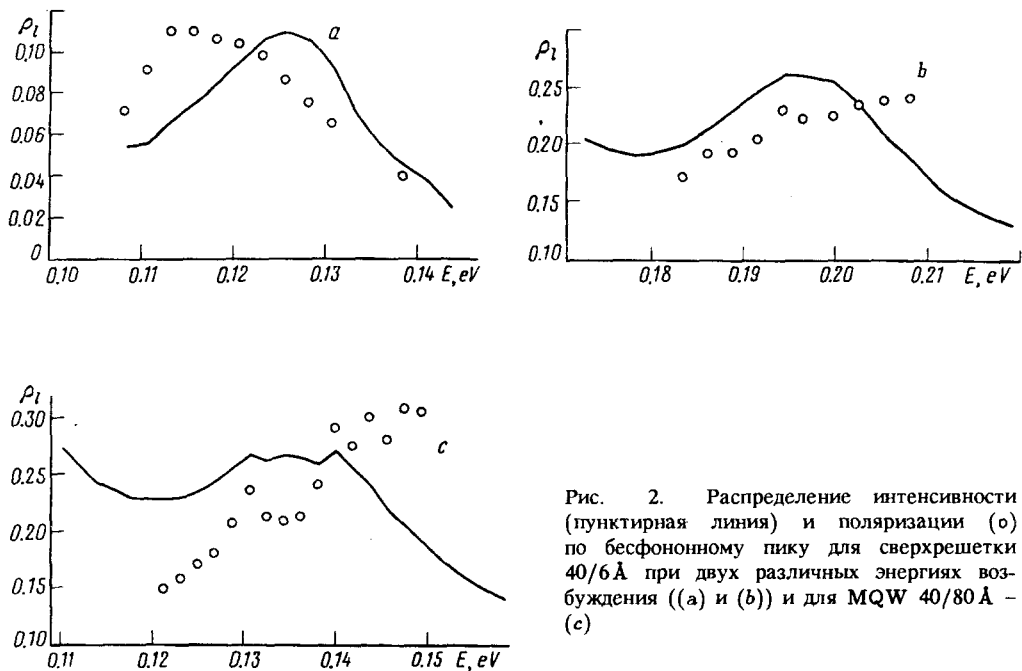 ρl
a
0,10
0.08
0.06
0.04
0.02
0
0.10 0.11 0.12 0.13 0.14 E, eV
ρl
b
0.25
0.20
0.15
0.10
0.18 0.19 0.20 0.21 E, eV
ρl
0.30
c
0.25
0.20
0.15
0.10
0.11 0.12 0.13 0.14 0.15 E, eV
Рис. 2. Распределение интенсивности
(пунктирная линия) и поляризации (о)
по бесфононному пику для сверхрешетки
40/6 Å при двух различных энергиях воз-
буждения ((a) и (b)) и для MQW 40/80 Å –
(c)